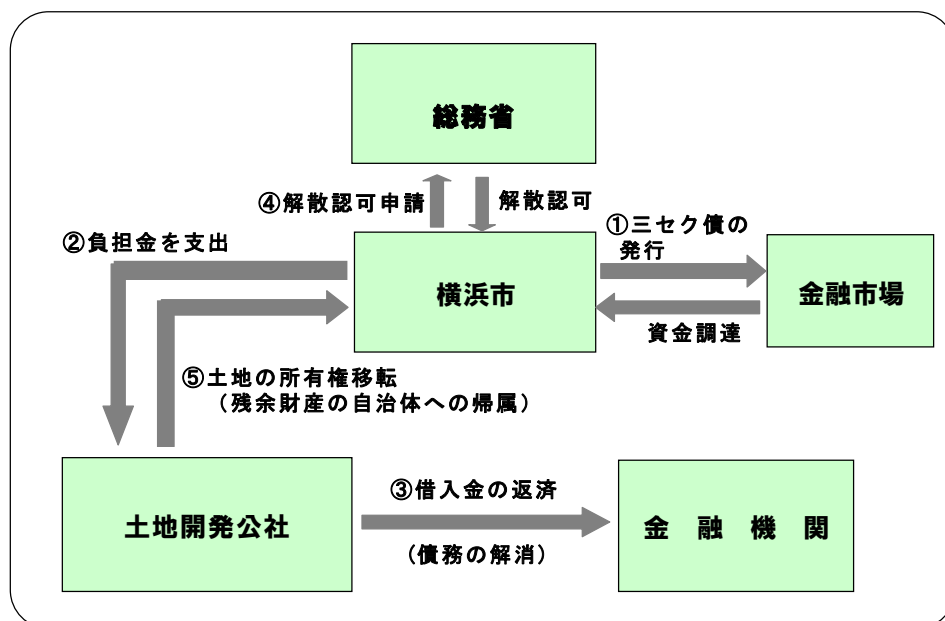 総務省
④解散認可申請
解散認可
①三セク債の
発行
②負担金を支出
横浜市
金融市場
資金調達
⑤土地の所有権移転
（残余財産の自治体への帰属）
③借入金の返済
土地開発公社
金　融　機　関
(債務の解消)